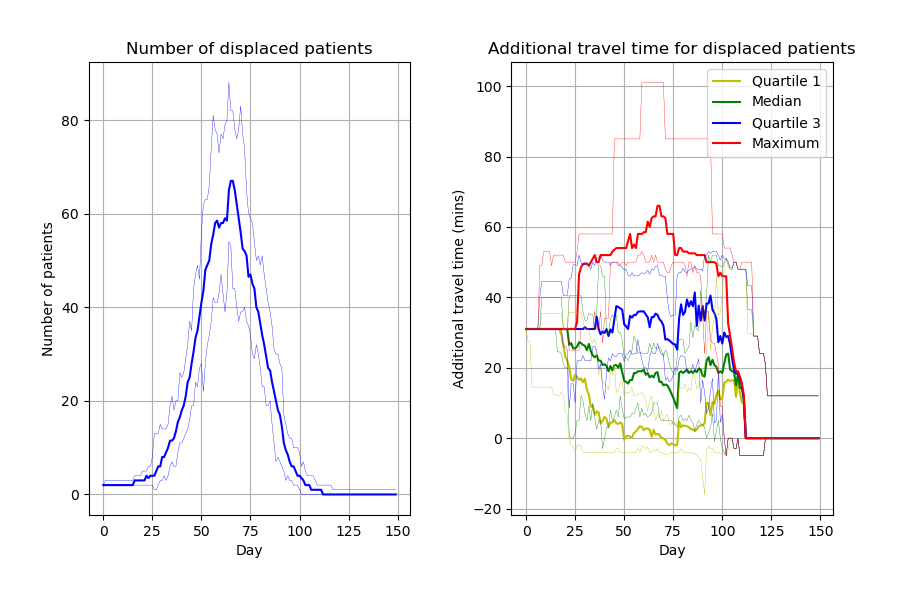 Number of displaced patients
Number of patients
80
60
40
20
0
0 25 50 75 100 125 150
Day
Additional travel time for displaced patients
Additional travel time (mins)
100
80
60
40
20
0
−20
0 25 50 75 100 125 150
Day
Quartile 1
Median
Quartile 3
Maximum